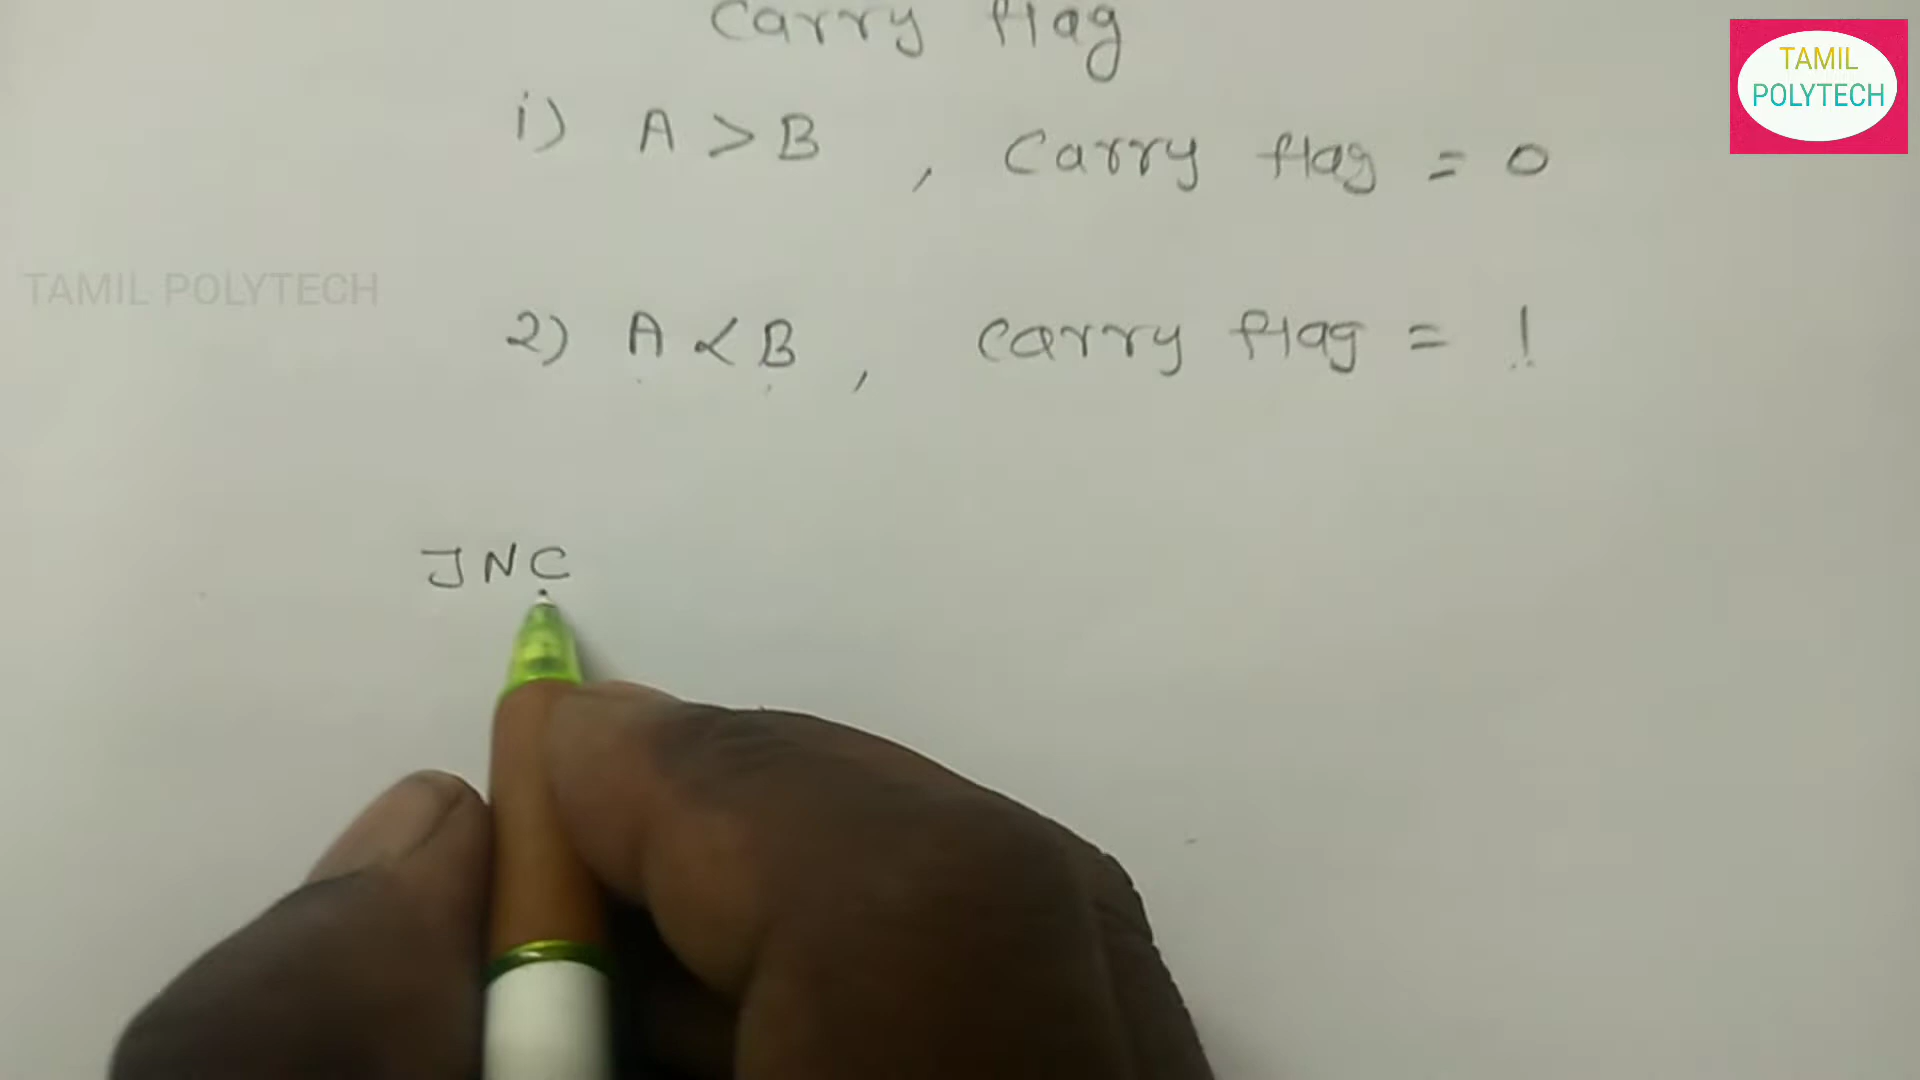 Carry flag
TAMIL
POLYTECH
i) A > B , Carry flag = 0
TAMIL POLYTECH
2) A < B , Carry flag = 1
JNC